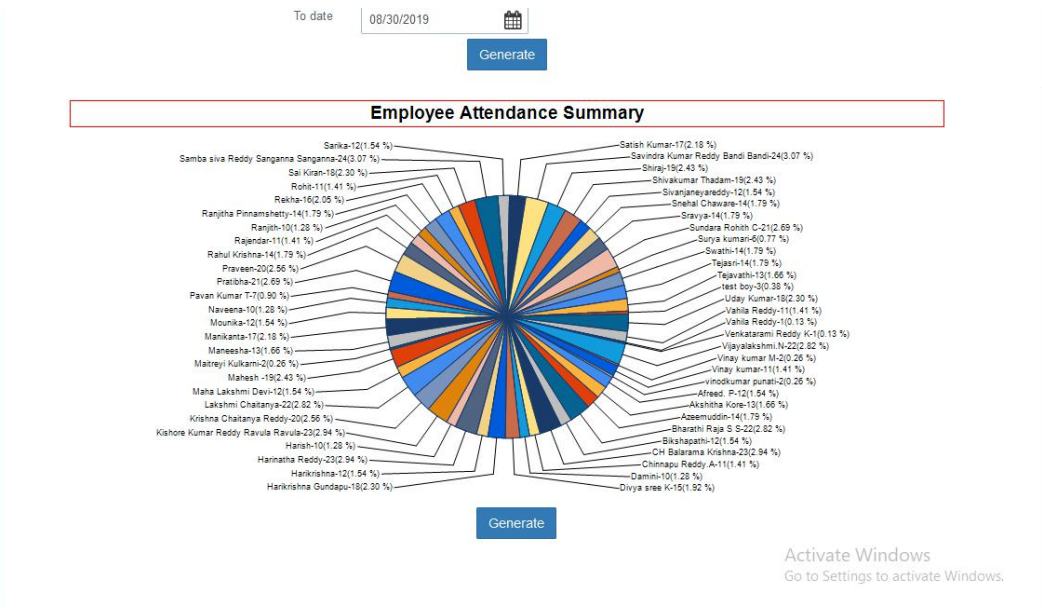 To date
08/30/2019
Generate
Employee Attendance Summary
Sarika-12(1.54 %)
Samba siva Reddy Sanganna Sanganna-24(3.07 %)
Sai Kiran-18(2.30 %)
Rohit-11(1.41 %)
Rekha-16(2.05 %)
Ranjitha Pinnamshetty-14(1.79 %)
Ranjith-10(1.28 %)
Rajendar-11(1.41 %)
Rahul Krishna-14(1.79 %)
Praveen-20(2.56 %)
Pratibha-21(2.69 %)
Pavan Kumar T-7(0.90 %)
Naveena-10(1.28 %)
Mounika-12(1.54 %)
Manikanta-17(2.18 %)
Maneesha-13(1.66 %)
Maitreyi Kulkarni-2(0.26 %)
Mahesh -19(2.43 %)
Maha Lakshmi Devi-12(1.54 %)
Lakshmi Chaitanya-22(2.82 %)
Krishna Chaitanya Reddy-20(2.56 %)
Kishore Kumar Reddy Ravula Ravula-23(2.94 %)
Harish-10(1.28 %)
Harinatha Reddy-23(2.94 %)
Harikrishna-12(1.54 %)
Harikrishna Gundapu-18(2.30 %)
Satish Kumar-17(2.18 %)
Savindra Kumar Reddy Bandi Bandi-24(3.07 %)
Shiraj-19(2.43 %)
Shivakumar Thadam-19(2.43 %)
Sivanjaneyareddy-12(1.54 %)
Snehal Chaware-14(1.79 %)
Sravya-14(1.79 %)
Sundara Rohith C-21(2.69 %)
Surya kumari-6(0.77 %)
Swathi-14(1.79 %)
Tejasri-14(1.79 %)
Tejavathi-13(1.66 %)
test boy-3(0.38 %)
Uday Kumar-18(2.30 %)
Vahila Reddy-11(1.41 %)
Vahila Reddy-1(0.13 %)
Venkatarami Reddy K-1(0.13 %)
Vijayalakshmi.N-22(2.82 %)
Vinay kumar M-2(0.26 %)
Vinay kumar-11(1.41 %)
vinodkumar punati-2(0.26 %)
Afreed. P-12(1.54 %)
Akshitha Kore-13(1.66 %)
Azeemuddin-14(1.79 %)
Bharathi Raja S S-22(2.82 %)
Bikshapathi-12(1.54 %)
CH Balarama Krishna-23(2.94 %)
Chinnapu Reddy.A-11(1.41 %)
Damini-10(1.28 %)
Divya sree K-15(1.92 %)
Generate
Activate Windows
Go to Settings to activate Windows.